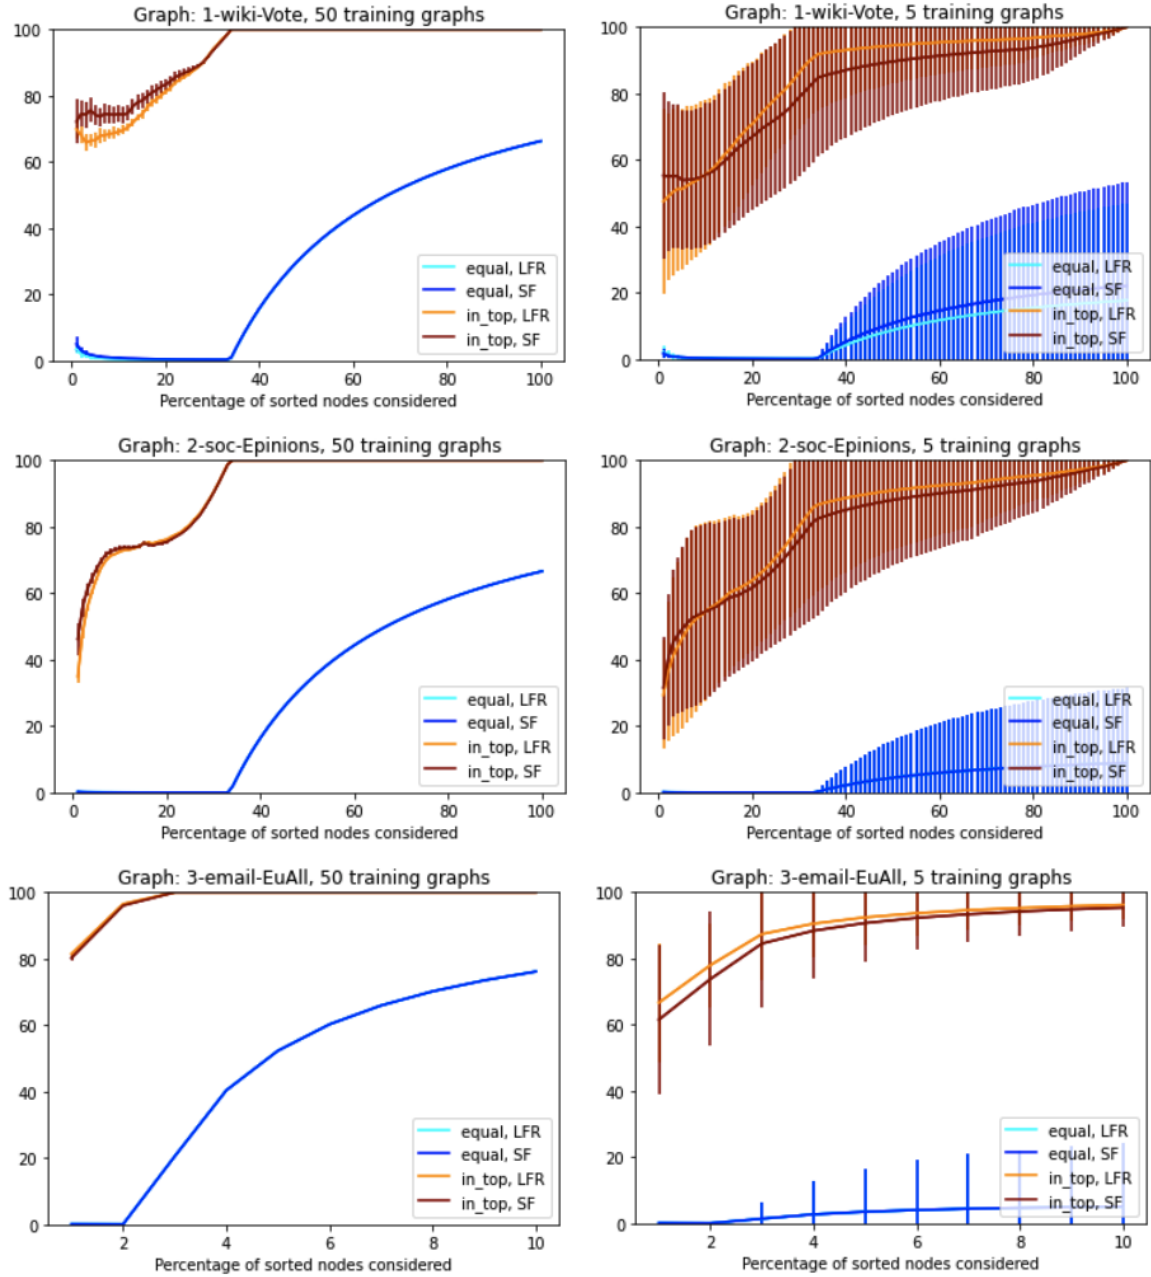 Graph: 1-wiki-Vote, 50 training graphs
100
80
60
40
20
0
0 20 40 60 80 100
Percentage of sorted nodes considered
equal, LFR
equal, SF
in_top, LFR
in_top, SF
Graph: 1-wiki-Vote, 5 training graphs
100
80
60
40
20
0
0 20 40 60 80 100
Percentage of sorted nodes considered
equal, LFR
equal, SF
in_top, LFR
in_top, SF
Graph: 2-soc-Epinions, 50 training graphs
100
80
60
40
20
0
0 20 40 60 80 100
Percentage of sorted nodes considered
equal, LFR
equal, SF
in_top, LFR
in_top, SF
Graph: 2-soc-Epinions, 5 training graphs
100
80
60
40
20
0
0 20 40 60 80 100
Percentage of sorted nodes considered
equal, LFR
equal, SF
in_top, LFR
in_top, SF
Graph: 3-email-EuAll, 50 training graphs
100
80
60
40
20
0
2 4 6 8 10
Percentage of sorted nodes considered
equal, LFR
equal, SF
in_top, LFR
in_top, SF
Graph: 3-email-EuAll, 5 training graphs
100
80
60
40
20
0
2 4 6 8 10
Percentage of sorted nodes considered
equal, LFR
equal, SF
in_top, LFR
in_top, SF